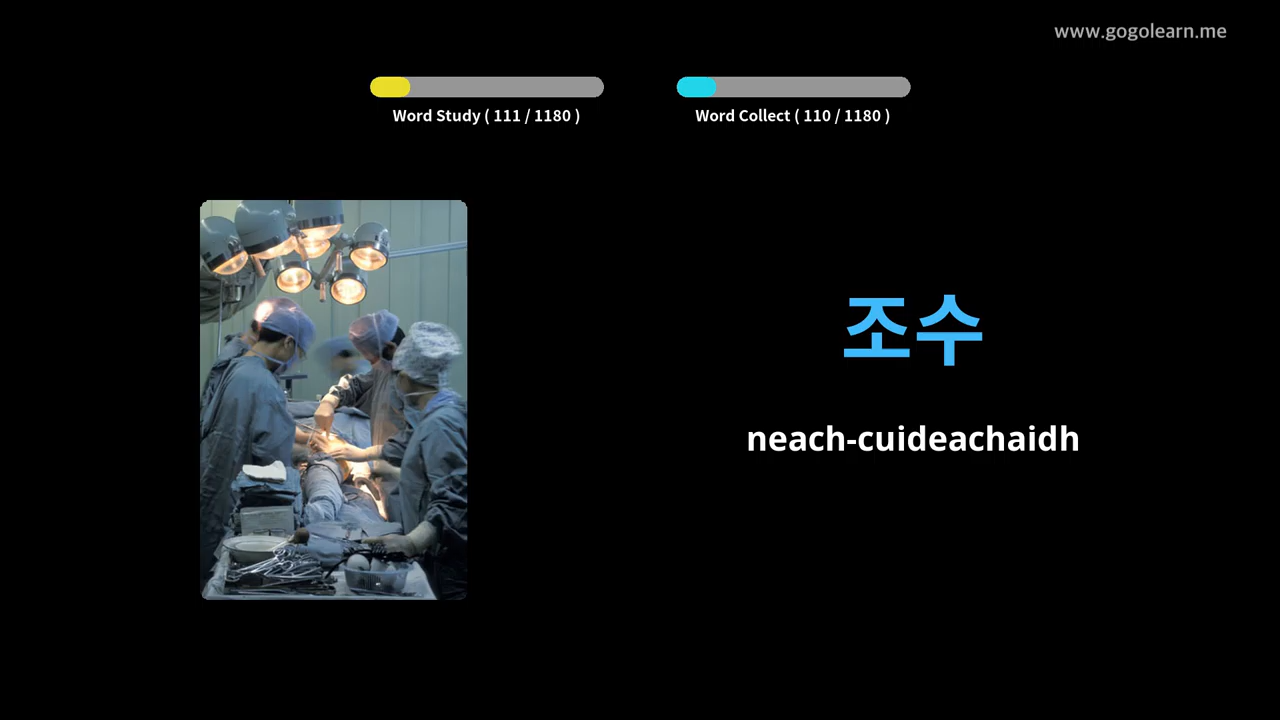 www.gogolearn.me
Word Study ( 111 / 1180 )
Word Collect ( 110 / 1180 )
조수
neach-cuideachaidh